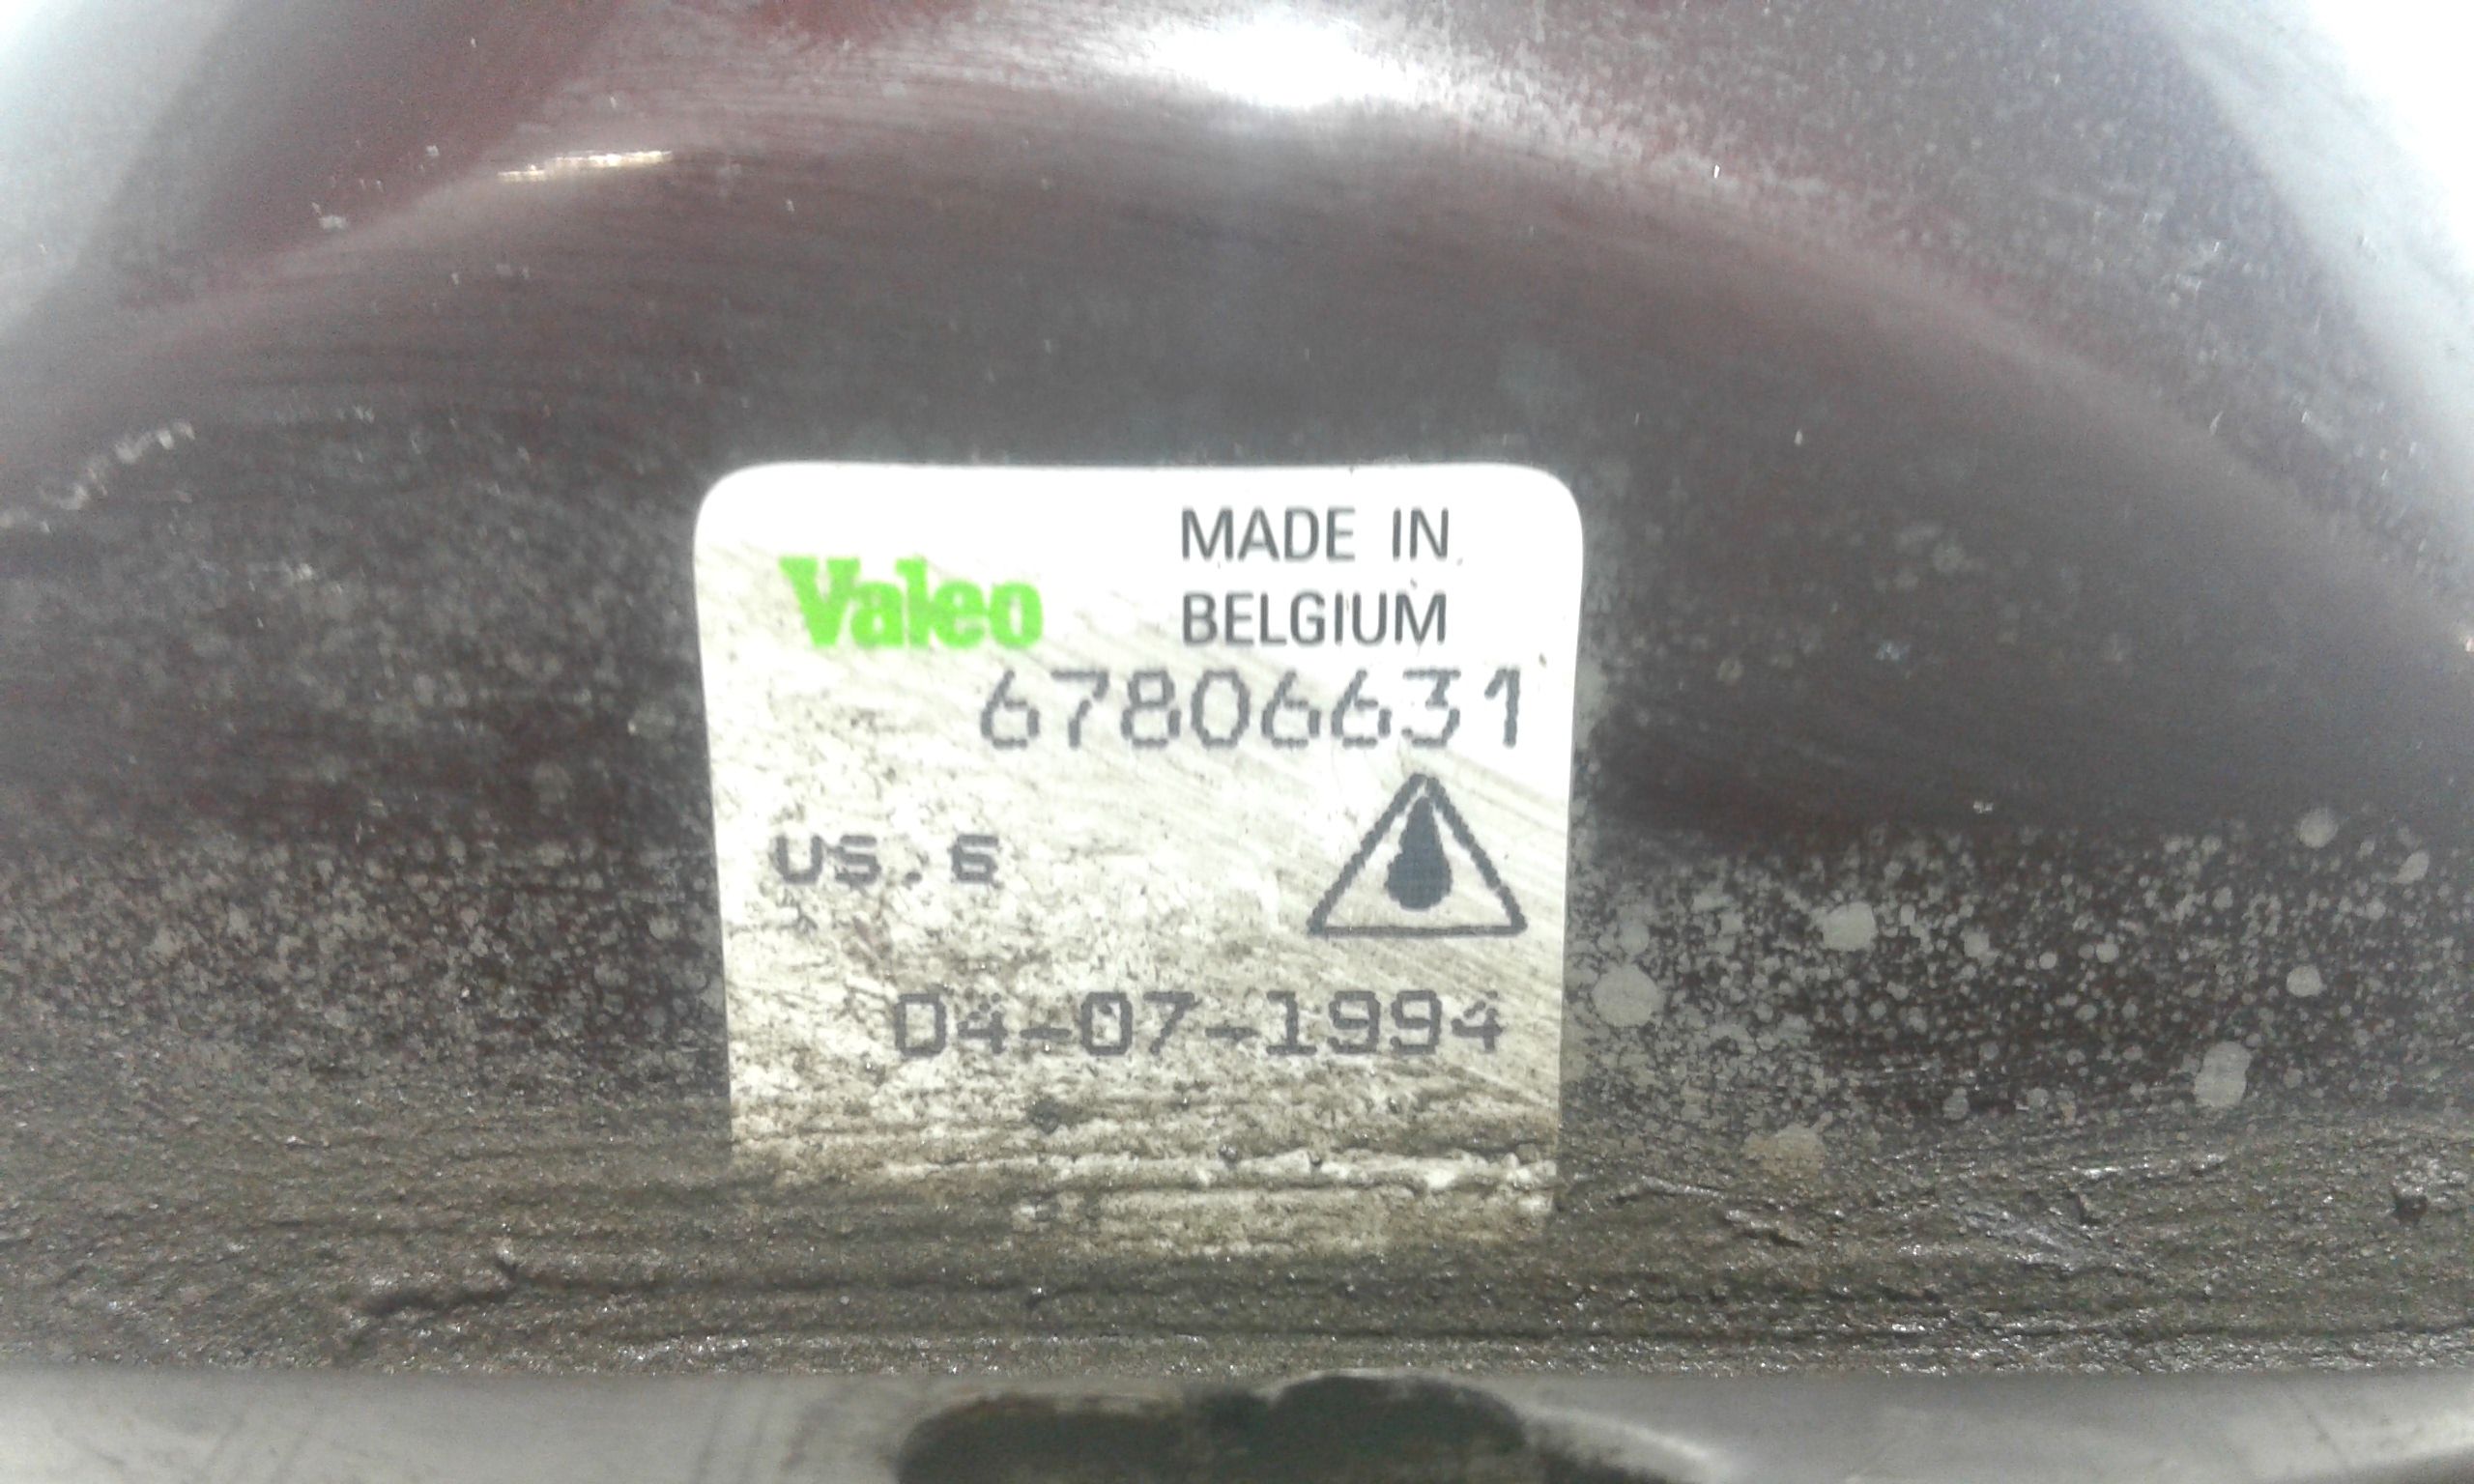 Valeo
MADE IN
BELGIUM
67806631
US.6
04-07-1994